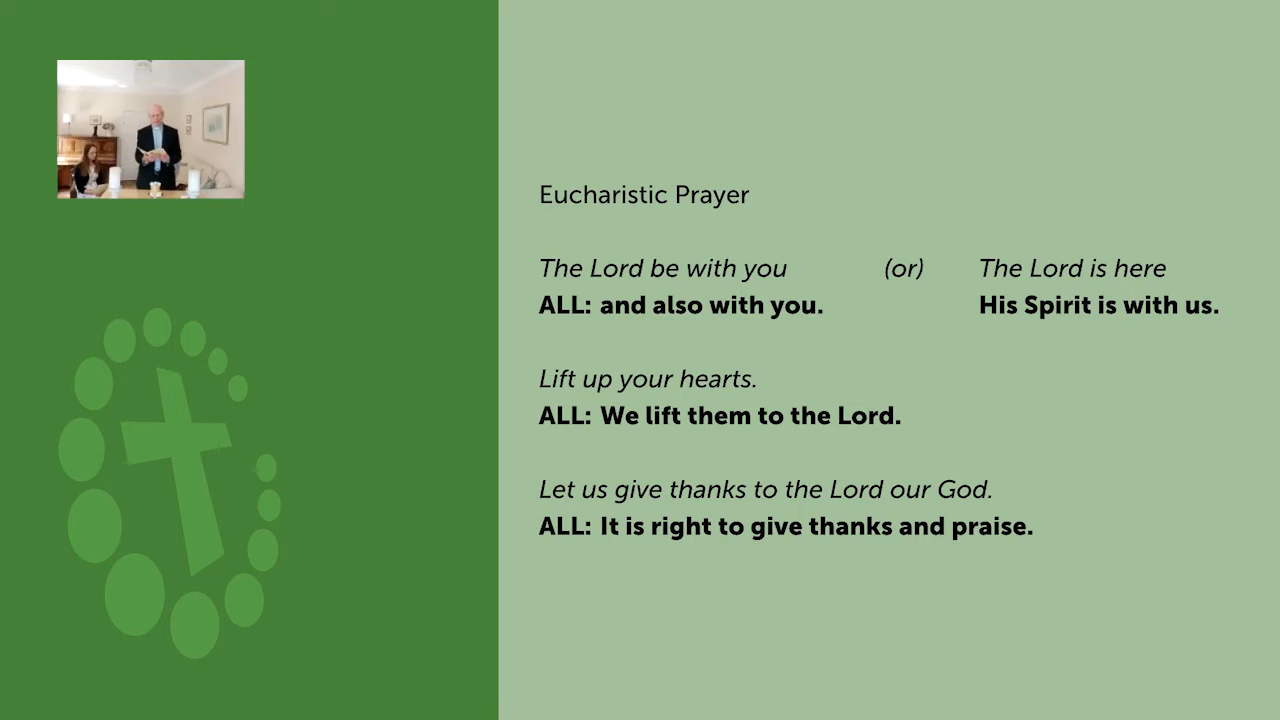 Eucharistic Prayer
The Lord be with you (or) The Lord is here
ALL: and also with you. His Spirit is with us.
Lift up your hearts.
ALL: We lift them to the Lord.
Let us give thanks to the Lord our God.
ALL: It is right to give thanks and praise.